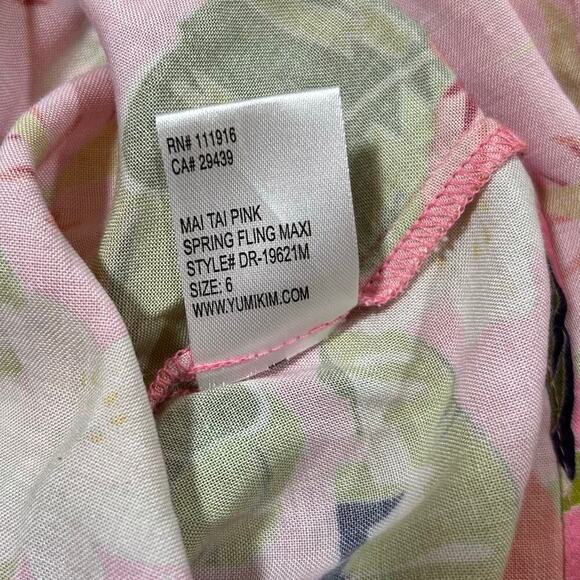 RN# 111916
CA# 29439
MAI TAI PINK
SPRING FLING MAXI
STYLE# DR-19621M
SIZE: 6
WWW.YUMIKIM.COM